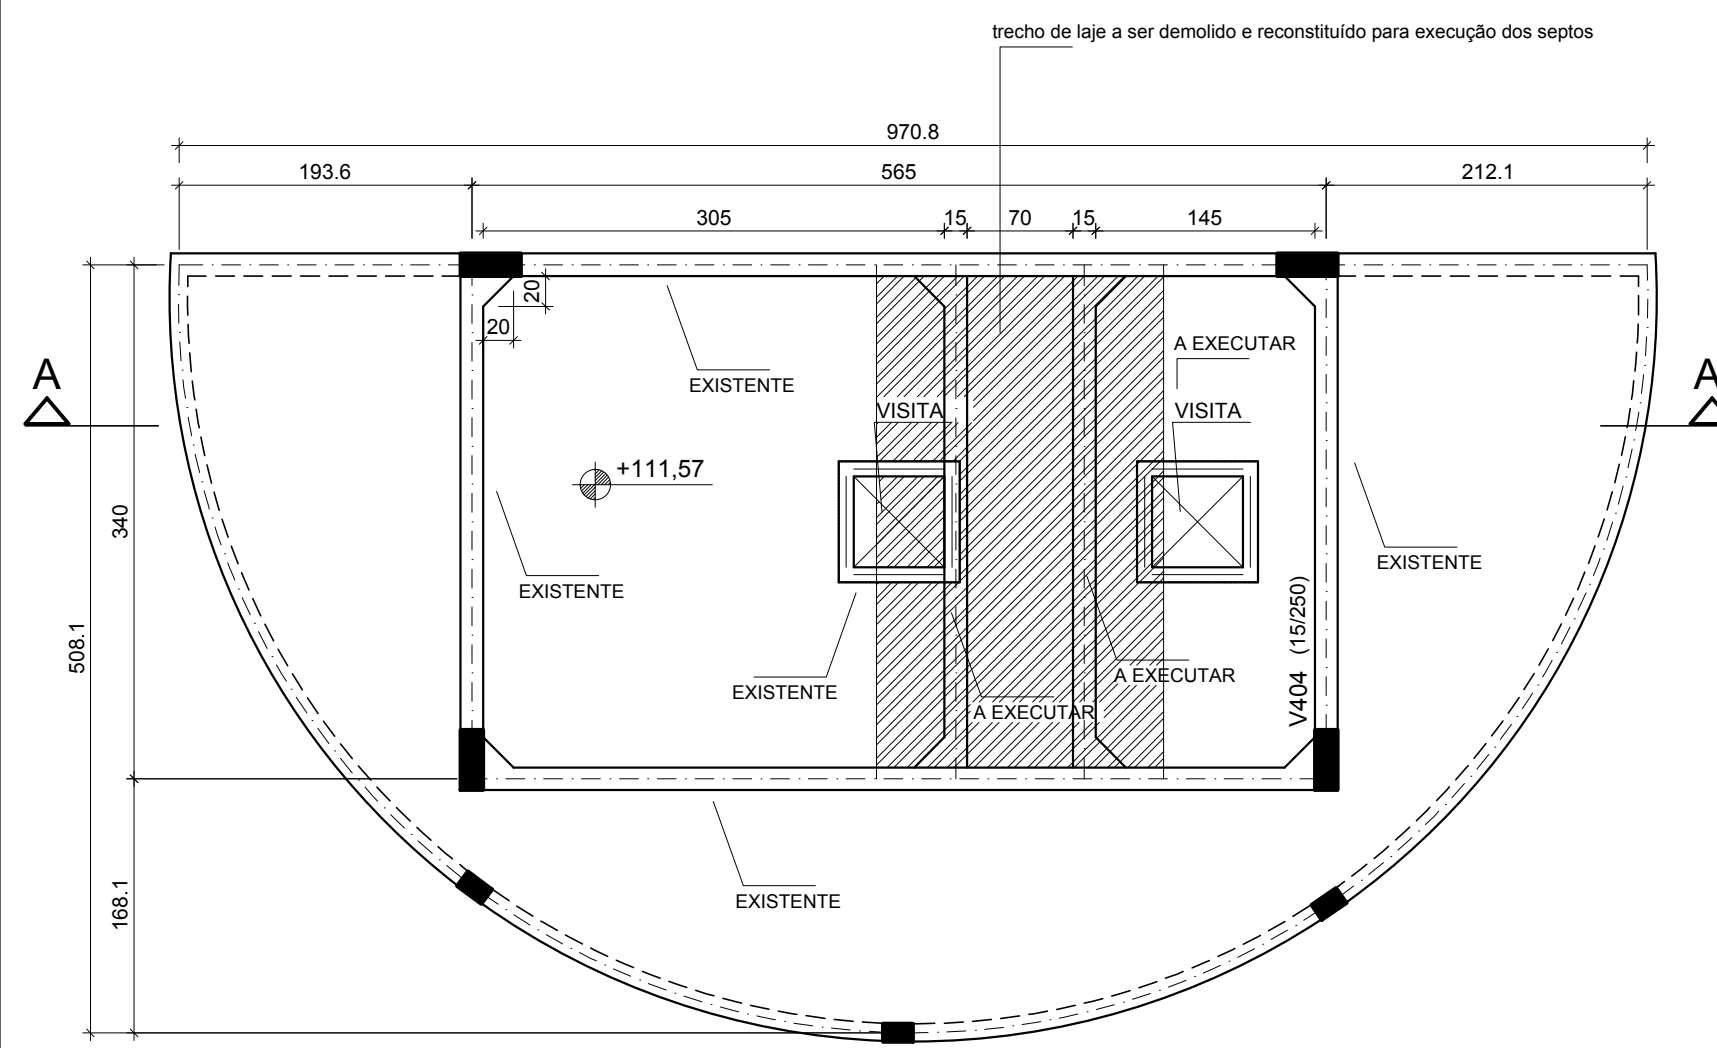 trecho de laje a ser demolido e reconstituído para execução dos septos
970.8
193.6
565
212.1
305
15
70
15
145
20
20
A
A
A EXECUTAR
EXISTENTE
VISITA
VISITA
+111,57
340
EXISTENTE
EXISTENTE
508.1
V404 (15/250)
EXISTENTE
A EXECUTAR
A EXECUTAR
168.1
EXISTENTE